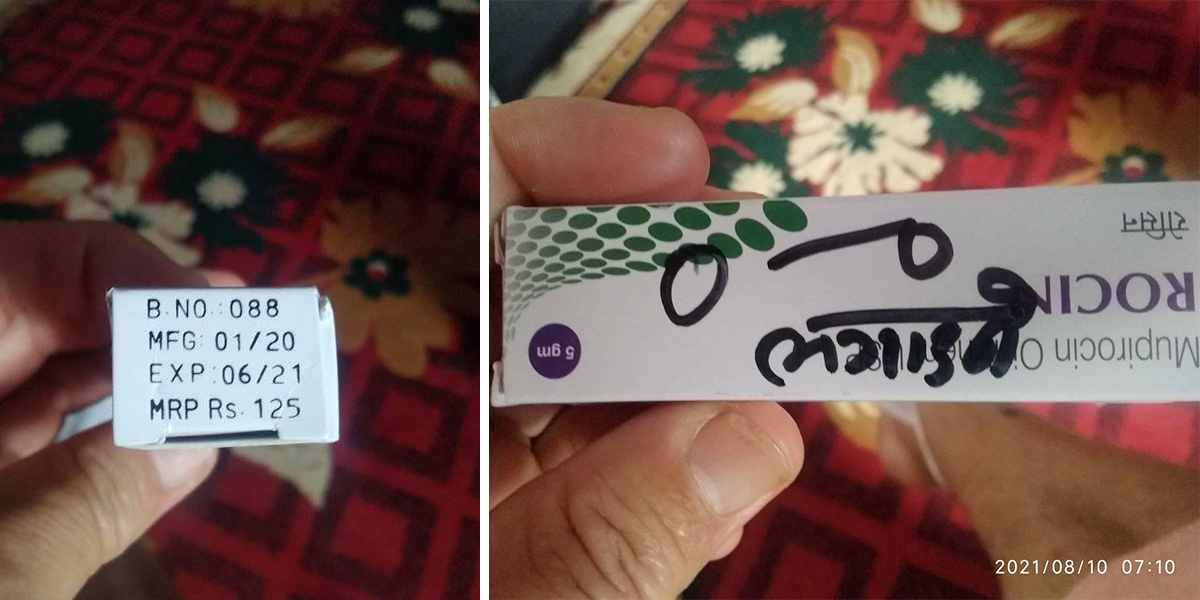 B.NO.:088
MFG: 01/20
EXP:06/21
MRP Rs. 125
रोसिन
ROCIN
Mupirocin Ointment
5 gm
2021/08/10 07:10